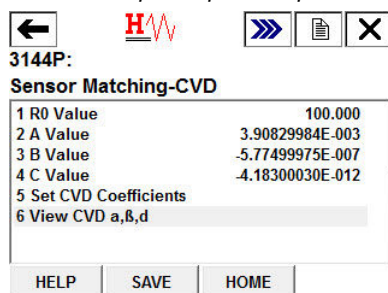 H
3144P:
Sensor Matching-CVD
1 R0 Value 100.000
2 A Value 3.90829984E-003
3 B Value -5.77499975E-007
4 C Value -4.18300030E-012
5 Set CVD Coefficients
6 View CVD a,ß,d
HELP SAVE HOME